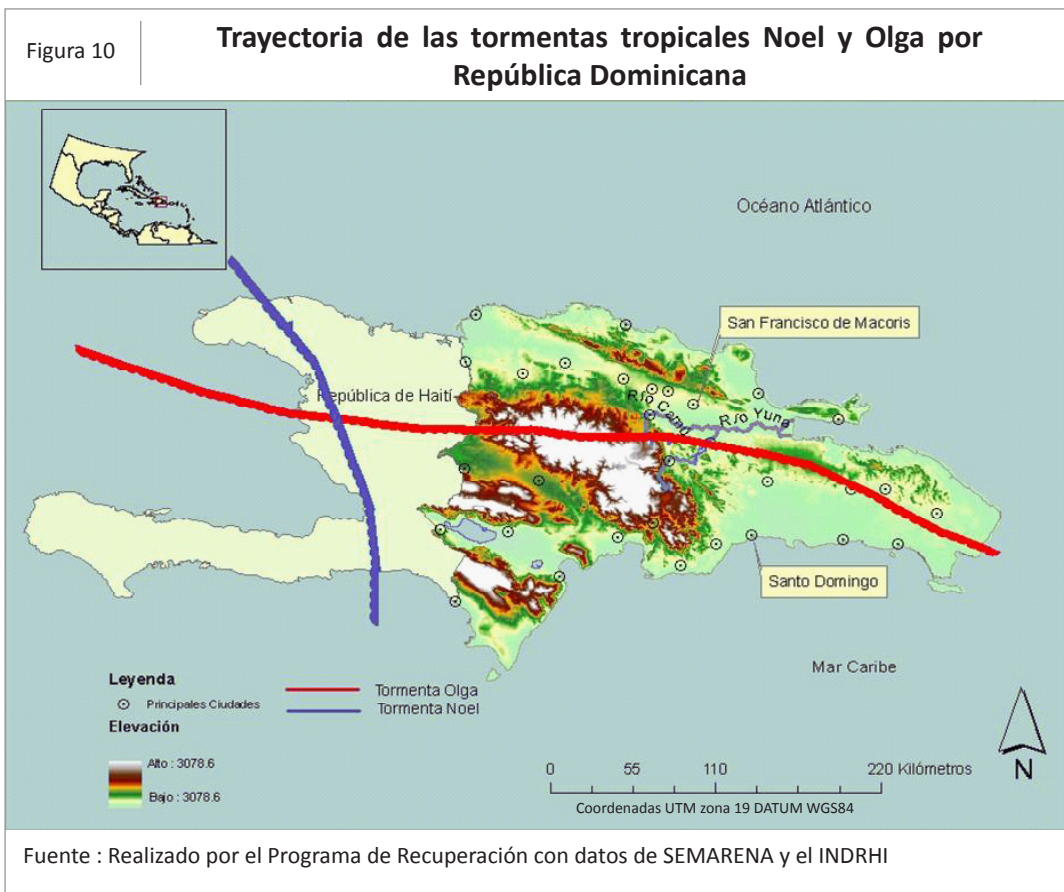 Figura 10
Trayectoria de las tormentas tropicales Noel y Olga por
República Dominicana
Océano Atlántico
San Francisco de Macoris
República de Haití
Río Camú
Río Yuna
Santo Domingo
Mar Caribe
Leyenda
Principales Ciudades
Tormenta Olga
Tormenta Noel
Elevación
Alto : 3078.6
Bajo : 3078.6
0 55 110 220 Kilómetros
Coordenadas UTM zona 19 DATUM WGS84
N
Fuente : Realizado por el Programa de Recuperación con datos de SEMARENA y el INDRHI